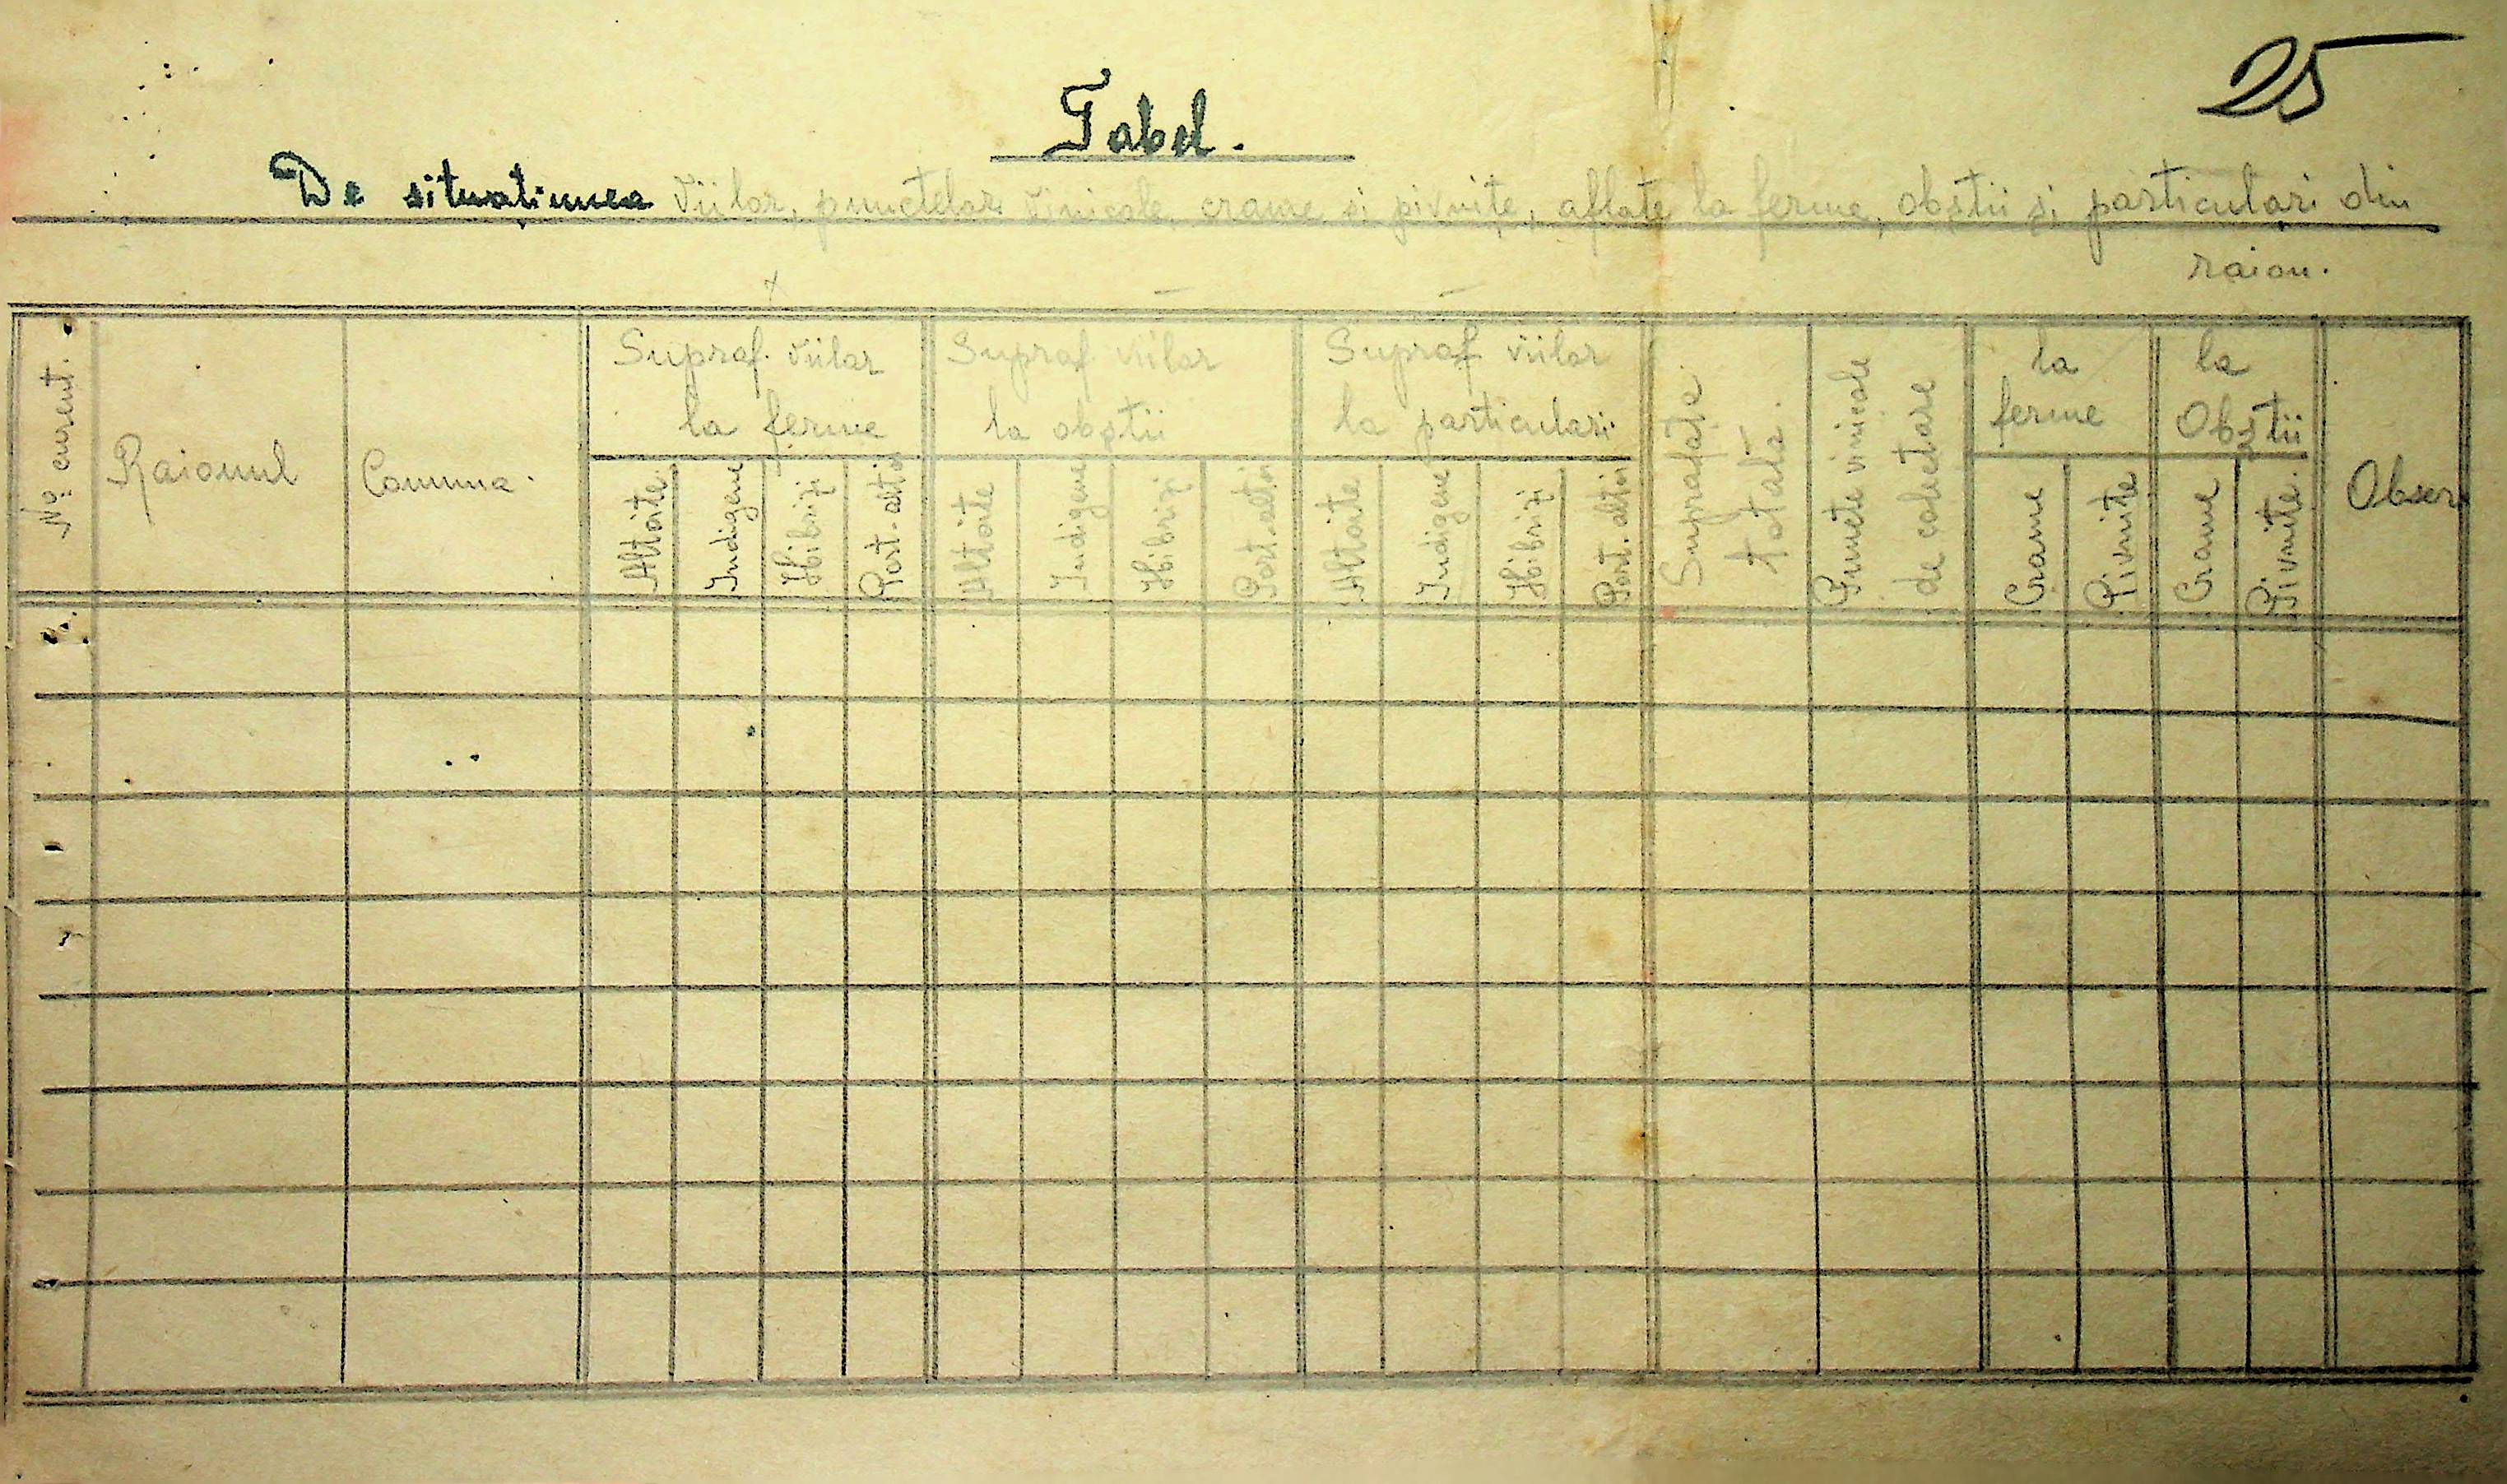 25
Tabel.
De situațiunea viilor, punctelor vinicole, crame și pivnițe, aflate la ferme, obștii și particulari din
raion.
No. curent.
Raionul
Comuna.
Supraf. viilor
la ferme
Altoite
Indigene
Hibrizi
Port-altoi
Supraf. viilor
la obștii
Altoite
Indigene
Hibrizi
Port-altoi
Supraf viilor
la particulari
Altoite
Indigene
Hibrizi
Port-altoi
Suprafața
totală.
Puncte vinicole
de colectare
la
ferme
Crame
Pivnițe
la
Obștii
Crame
Pivnițe
Observ